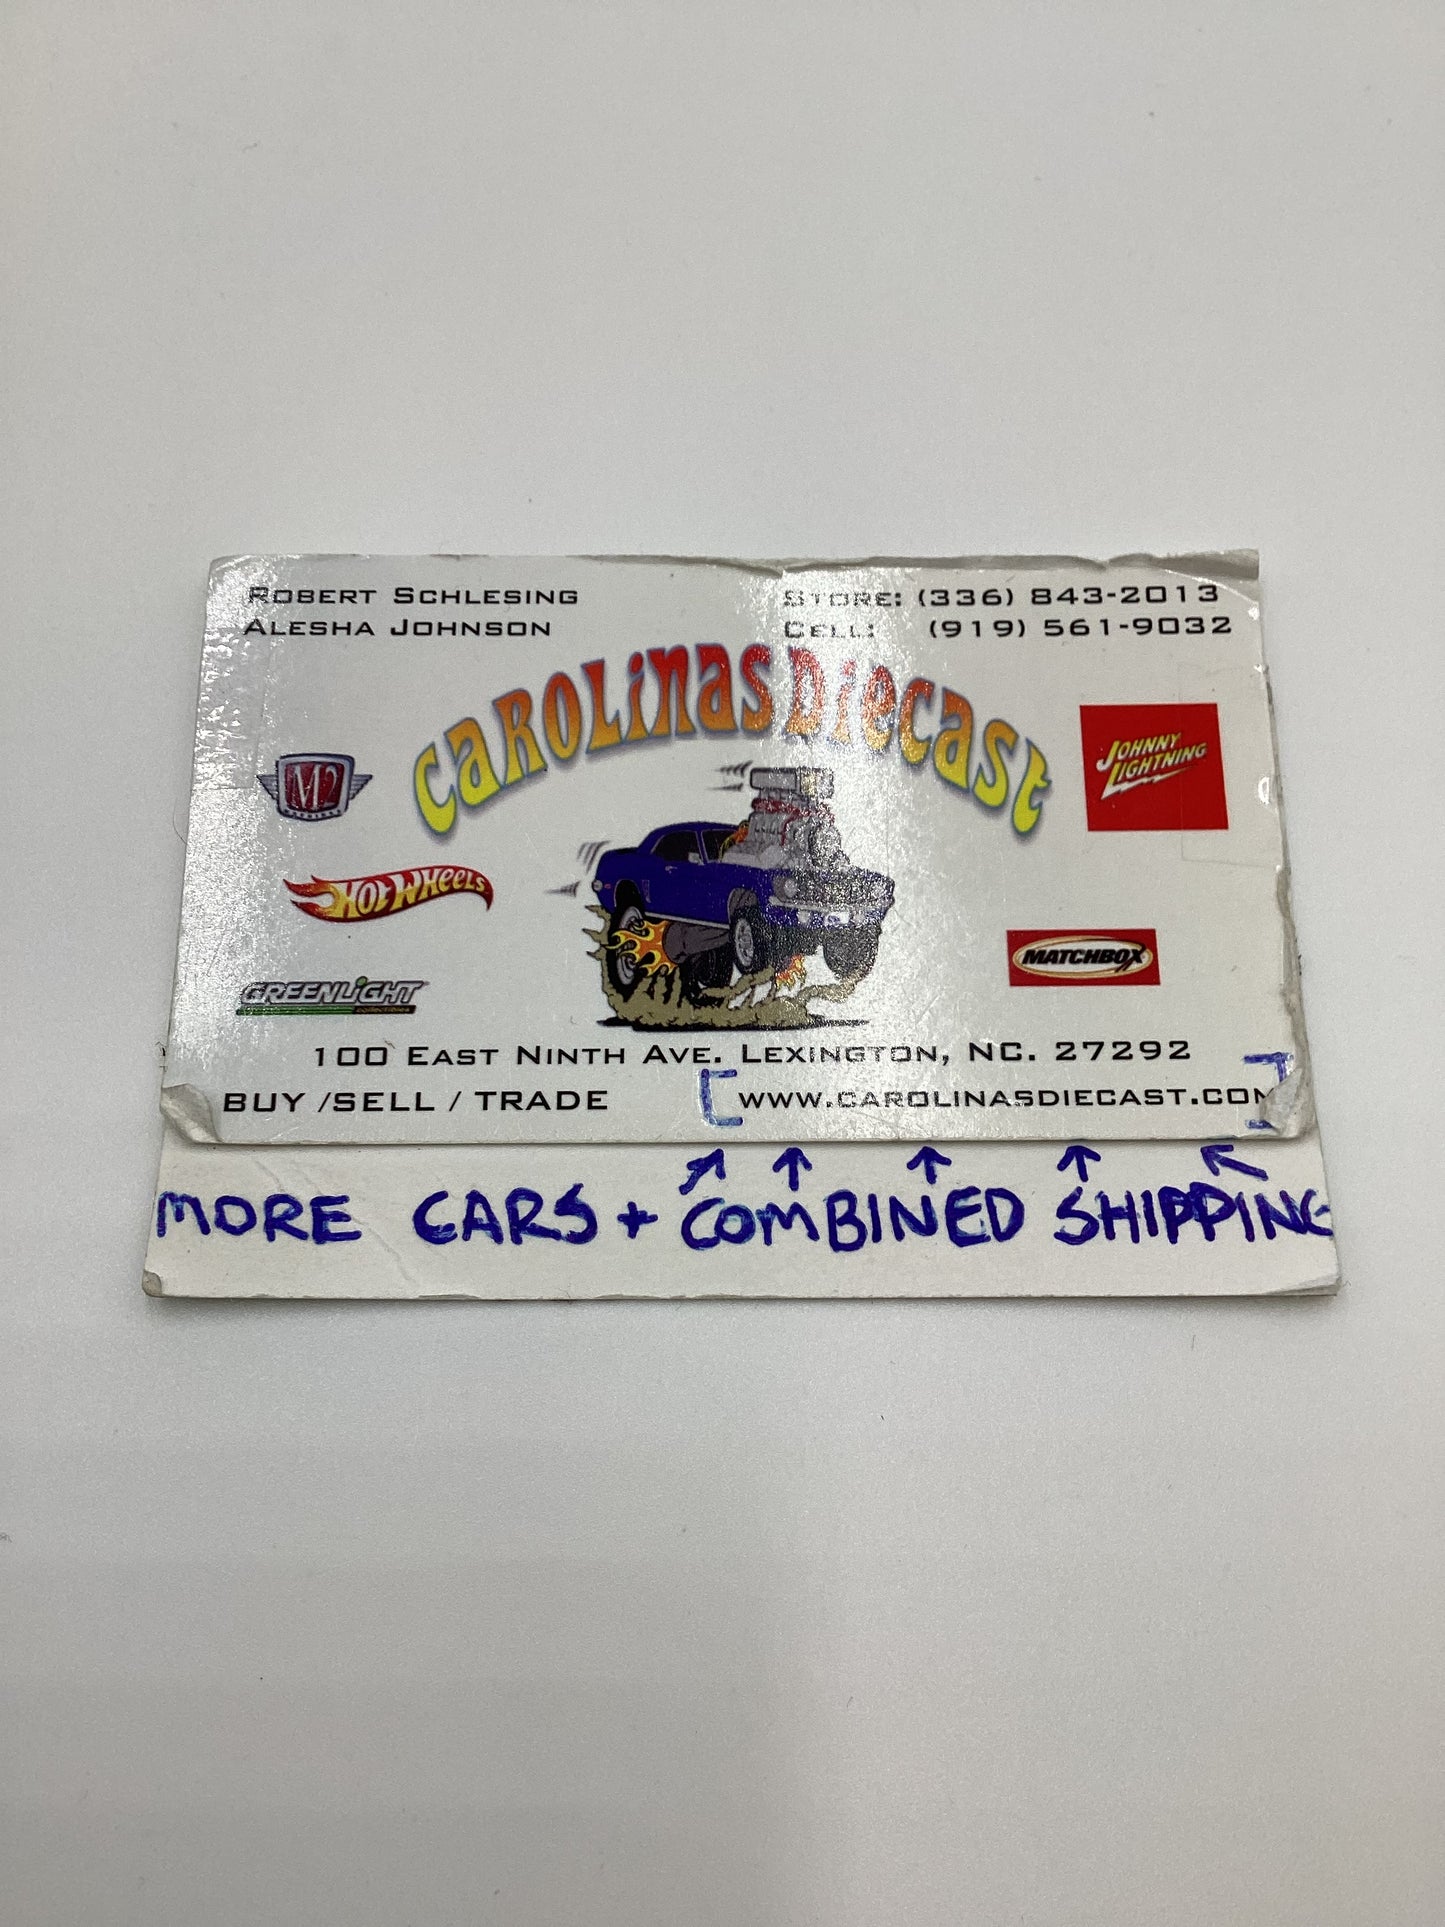 ROBERT SCHLESING
ALESHA JOHNSON
STORE: (336) 843-2013
CELL: (919) 561-9032
CAROLINAS DIECAST
M2
MACHINES
JOHNNY
LIGHTNING
HOT WHEELS
MATCHBOX
GREENLIGHT
collectibles
100 EAST NINTH AVE. LEXINGTON, NC. 27292
BUY /SELL / TRADE [WWW.CAROLINASDIECAST.COM]
MORE CARS + COMBINED SHIPPING